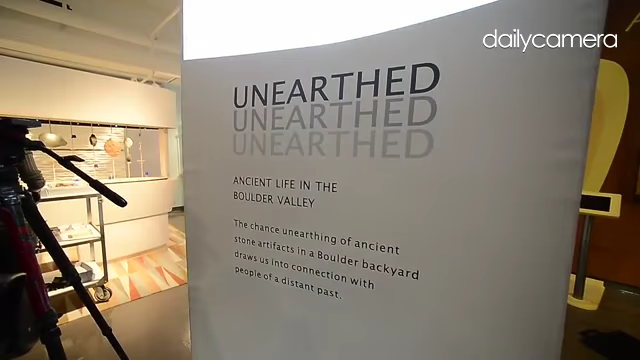 dailycamera
UNEARTHED
UNEARTHED
UNEARTHED
ANCIENT LIFE IN THE
BOULDER VALLEY
The chance unearthing of ancient
stone artifacts in a Boulder backyard
draws us into connection with
people of a distant past.